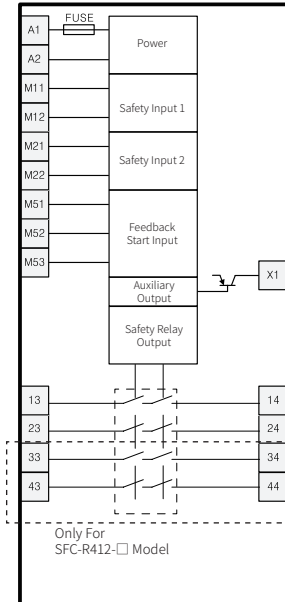 FUSE
A1
Power
A2
M11
Safety Input 1
M12
M21
Safety Input 2
M22
M51
Feedback
Start Input
M52
M53
Auxiliary
Output
X1
Safety Relay
Output
13
14
23
24
33
34
43
44
Only For
SFC-R412-□ Model